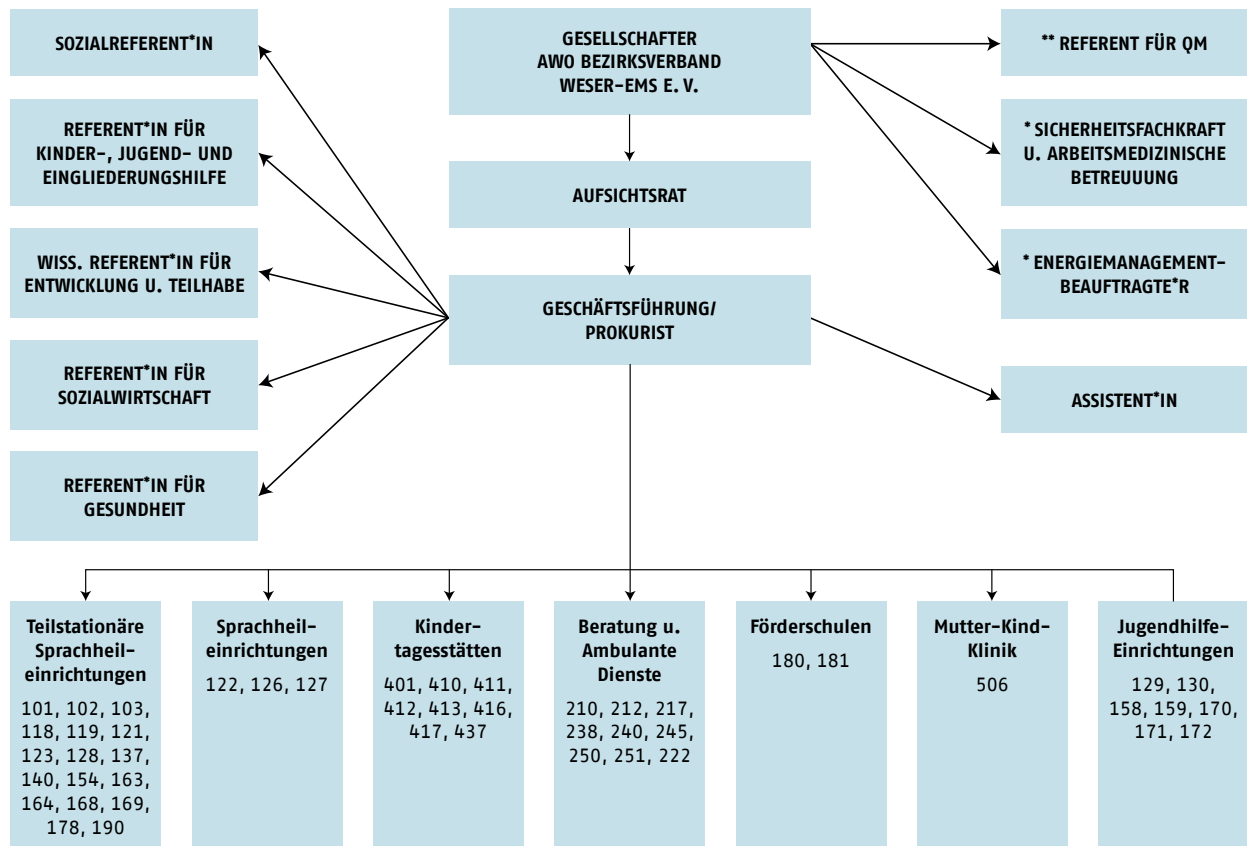 SOZIALREFERENT*IN
REFERENT*IN FÜR
KINDER-, JUGEND- UND
EINGLIEDERUNGSHILFE
WISS. REFERENT*IN FÜR
ENTWICKLUNG U. TEILHABE
REFERENT*IN FÜR
SOZIALWIRTSCHAFT
REFERENT*IN FÜR
GESUNDHEIT
GESELLSCHAFTER
AWO BEZIRKSVERBAND
WESER-EMS E. V.
AUFSICHTSRAT
GESCHÄFTSFÜHRUNG/
PROKURIST
** REFERENT FÜR QM
* SICHERHEITSFACHKRAFT
U. ARBEITSMEDIZINISCHE
BETREUUUNG
* ENERGIEMANAGEMENT-
BEAUFTRAGTE*R
ASSISTENT*IN
Teilstationäre
Sprachheil-
einrichtungen
101, 102, 103,
118, 119, 121,
123, 128, 137,
140, 154, 163,
164, 168, 169,
178, 190
Sprachheil-
einrichtungen
122, 126, 127
Kinder-
tagesstätten
401, 410, 411,
412, 413, 416,
417, 437
Beratung u.
Ambulante
Dienste
210, 212, 217,
238, 240, 245,
250, 251, 222
Förderschulen
180, 181
Mutter-Kind-
Klinik
506
Jugendhilfe-
Einrichtungen
129, 130,
158, 159, 170,
171, 172